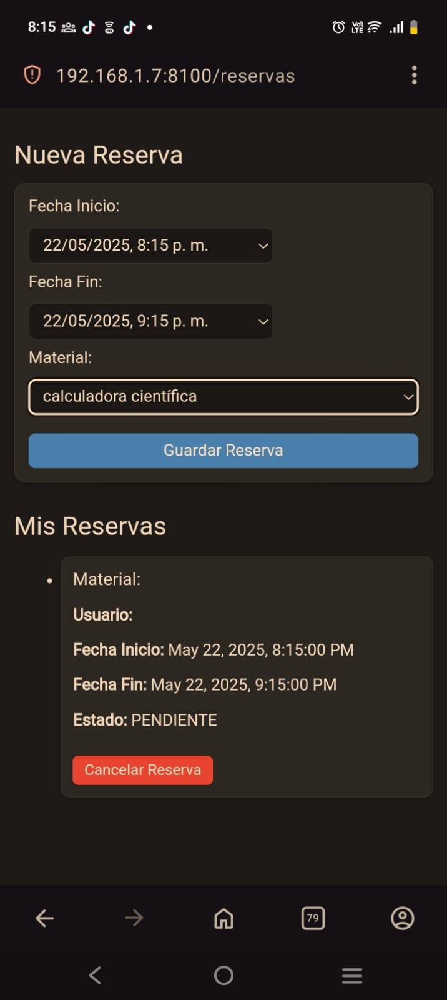 8:15
Vo) LTE
192.168.1.7:8100/reservas
Nueva Reserva
Fecha Inicio:
22/05/2025, 8:15 p. m.
Fecha Fin:
22/05/2025, 9:15 p. m.
Material:
calculadora científica
Guardar Reserva
Mis Reservas
• Material:
Usuario:
Fecha Inicio: May 22, 2025, 8:15:00 PM
Fecha Fin: May 22, 2025, 9:15:00 PM
Estado: PENDIENTE
Cancelar Reserva
79